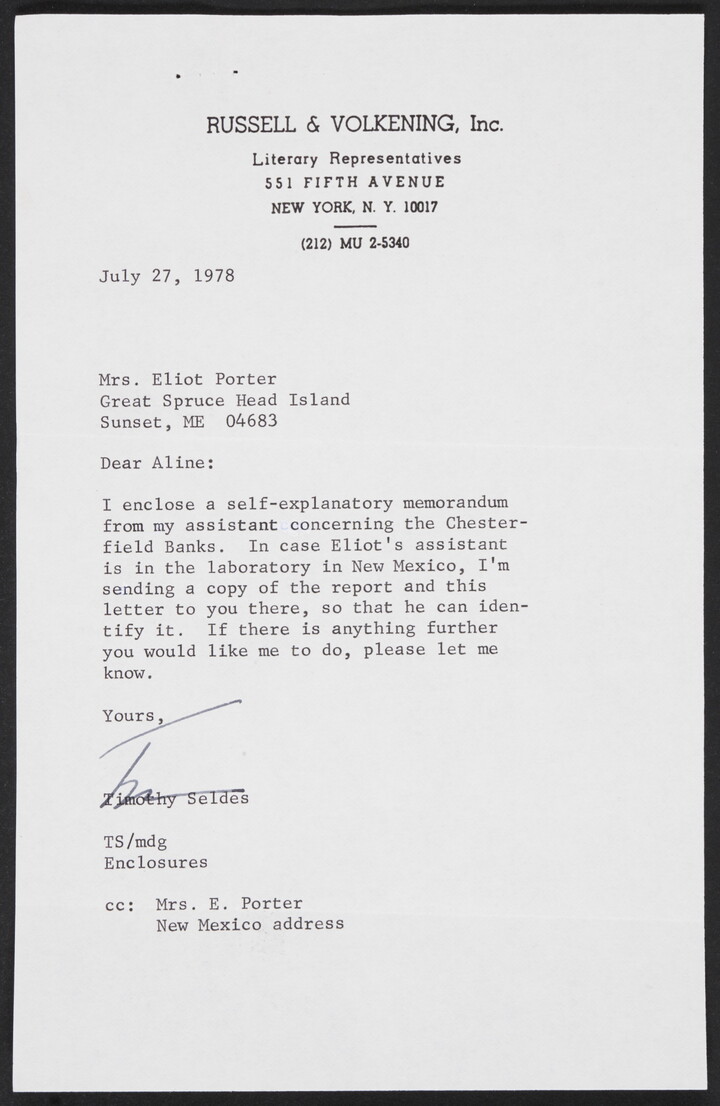 RUSSELL & VOLKENING, Inc.
Literary Representatives
551 FIFTH AVENUE
NEW YORK, N. Y. 10017
(212) MU 2-5340
July 27, 1978
Mrs. Eliot Porter
Great Spruce Head Island
Sunset, ME 04683
Dear Aline:
I enclose a self-explanatory memorandum
from my assistant concerning the Chester-
field Banks. In case Eliot's assistant
is in the laboratory in New Mexico, I'm
sending a copy of the report and this
letter to you there, so that he can iden-
tify it. If there is anything further
you would like me to do, please let me
know.
Yours,
Tim
Timothy Seldes
TS/mdg
Enclosures
cc: Mrs. E. Porter
New Mexico address